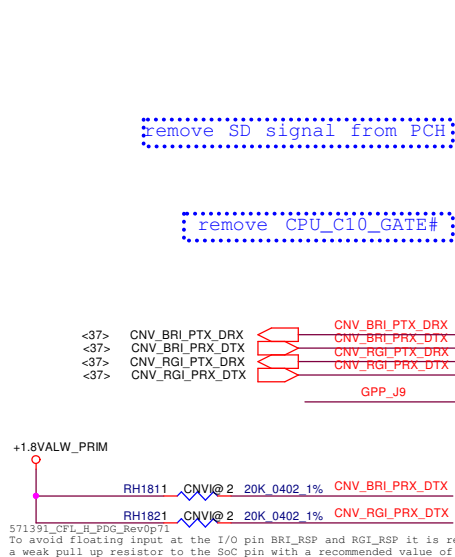 remove SD signal from PCH
remove CPU_C10_GATE#
<37> CNV_BRI_PTX_DRX CNV_BRI_PTX_DRX
<37> CNV_BRI_PRX_DTX CNV_BRI_PRX_DTX
<37> CNV_RGI_PTX_DRX CNV_RGI_PTX_DRX
<37> CNV_RGI_PRX_DTX CNV_RGI_PRX_DTX
GPP_J9
+1.8VALW_PRIM
RH1811 1 CNVI@ 2 20K_0402_1% CNV_BRI_PRX_DTX
RH1821 CNVI@ 2 20K_0402_1% CNV_RGI_PRX_DTX
571391_CFL_H_PDG_Rev0p71
To avoid floating input at the I/O pin BRI_RSP and RGI_RSP it is re
a weak pull up resistor to the SoC pin with a recommended value of